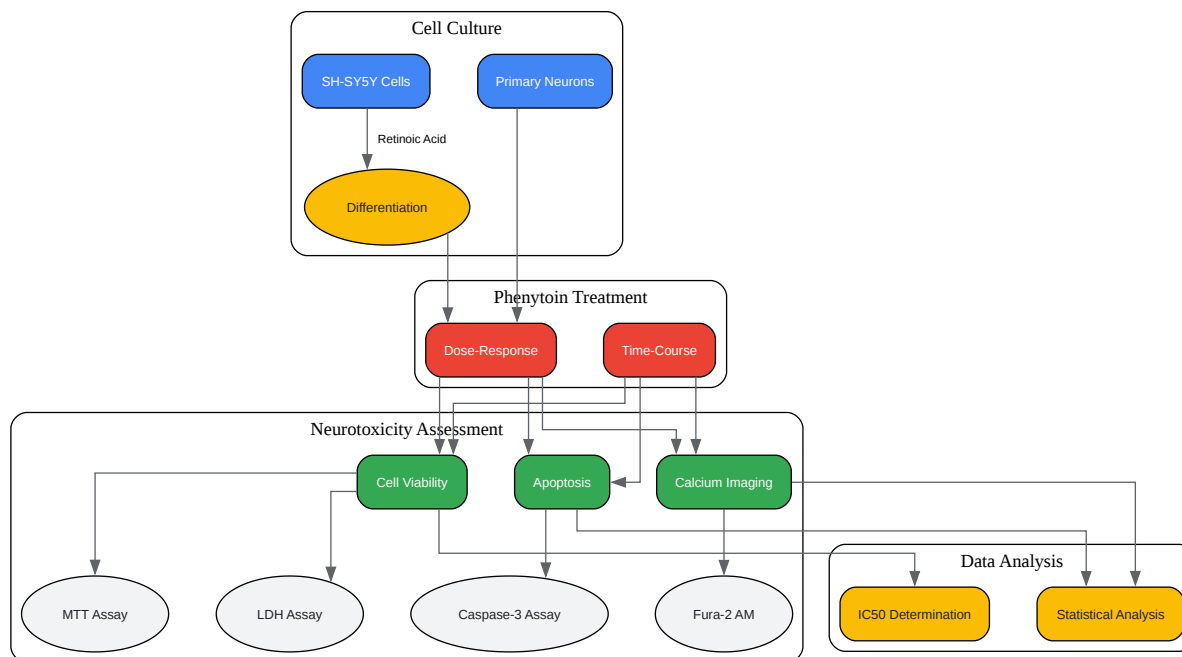 Cell Culture
SH-SY5Y Cells
Primary Neurons
Retinoic Acid
Differentiation
Phenytoin Treatment
Dose-Response
Time-Course
Neurotoxicity Assessment
Cell Viability
Apoptosis
Calcium Imaging
Data Analysis
MTT Assay
LDH Assay
Caspase-3 Assay
Fura-2 AM
IC50 Determination
Statistical Analysis